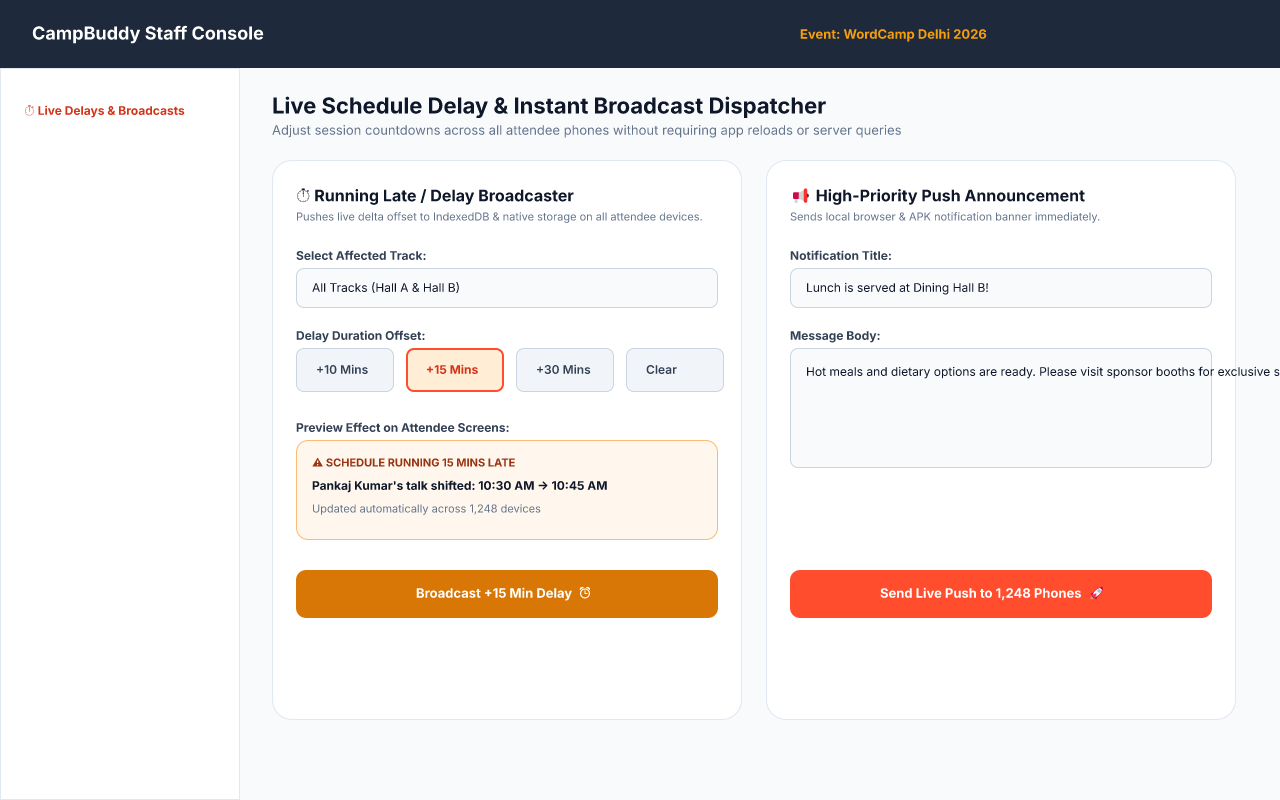 CampBuddy Staff Console
Event: WordCamp Delhi 2026
⏱ Live Delays & Broadcasts
Live Schedule Delay & Instant Broadcast Dispatcher
Adjust session countdowns across all attendee phones without requiring app reloads or server queries
⏱ Running Late / Delay Broadcaster
Pushes live delta offset to IndexedDB & native storage on all attendee devices.
Select Affected Track:
All Tracks (Hall A & Hall B)
Delay Duration Offset:
+10 Mins
+15 Mins
+30 Mins
Clear
Preview Effect on Attendee Screens:
⚠ SCHEDULE RUNNING 15 MINS LATE
Pankaj Kumar's talk shifted: 10:30 AM → 10:45 AM
Updated automatically across 1,248 devices
Broadcast +15 Min Delay ⏰
📢 High-Priority Push Announcement
Sends local browser & APK notification banner immediately.
Notification Title:
Lunch is served at Dining Hall B!
Message Body:
Hot meals and dietary options are ready. Please visit sponsor booths for exclusive
Send Live Push to 1,248 Phones 🚀